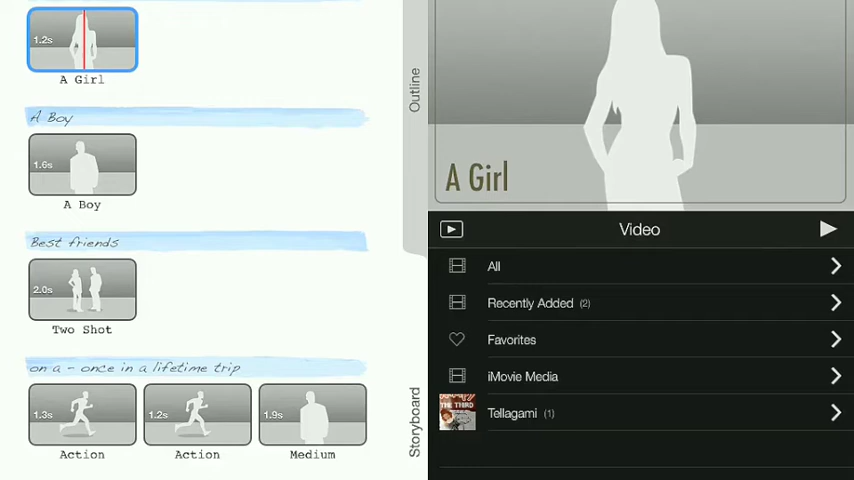 1.2s
A Girl
A Boy
1.6s
A Boy
Best friends
2.0s
Two Shot
on a - once in a lifetime trip
1.3s
1.2s
1.9s
Action
Action
Medium
Outline
Storyboard
A Girl
Video
All
Recently Added (2)
Favorites
iMovie Media
THE THIRD
Tellagami (1)